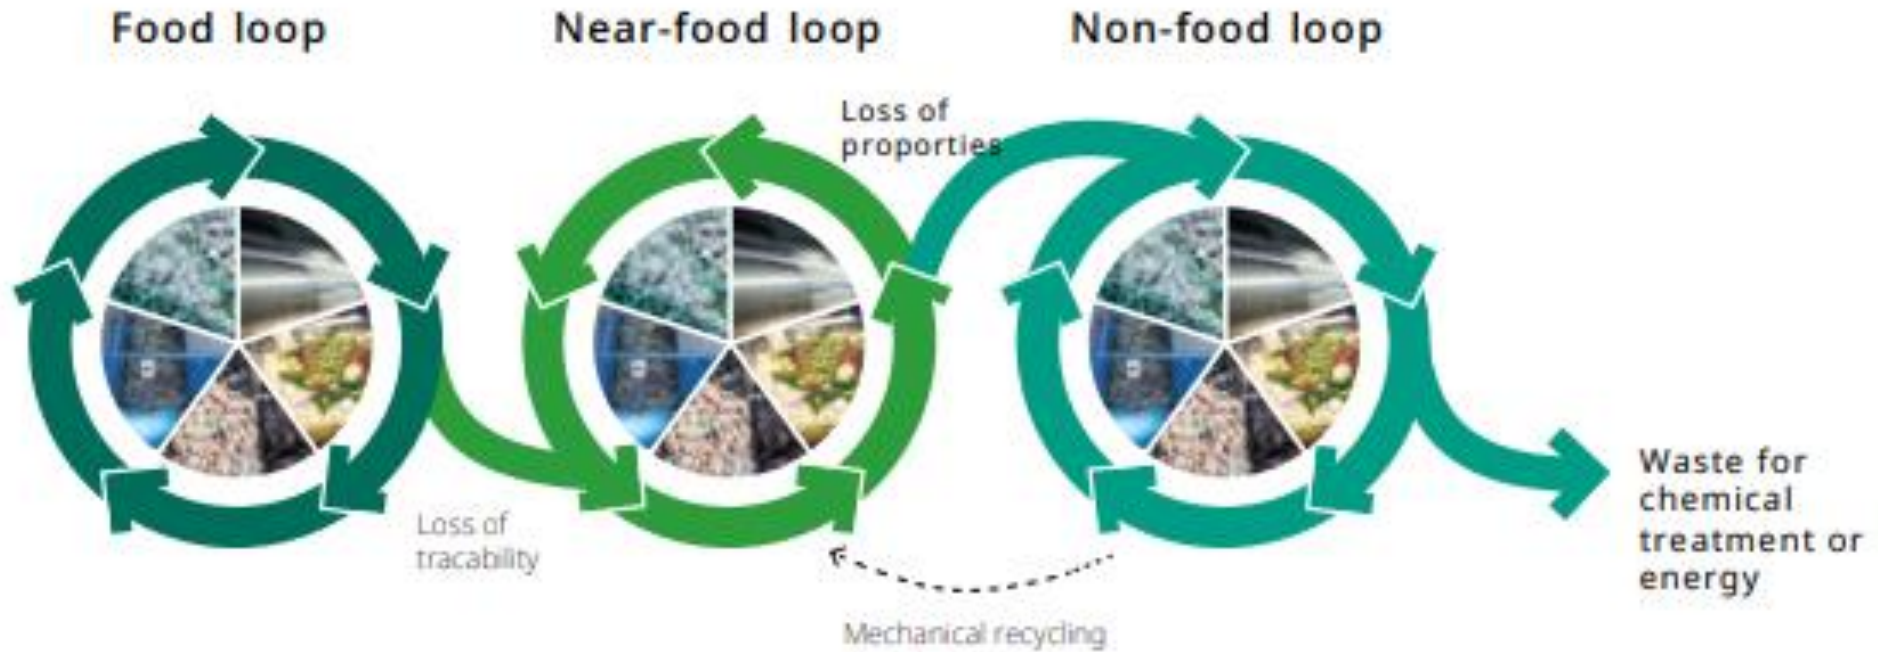 Food loop
Near-food loop
Non-food loop
Loss of
proporties
Loss of
tracability
Mechanical recycling
Waste for
chemical
treatment or
energy